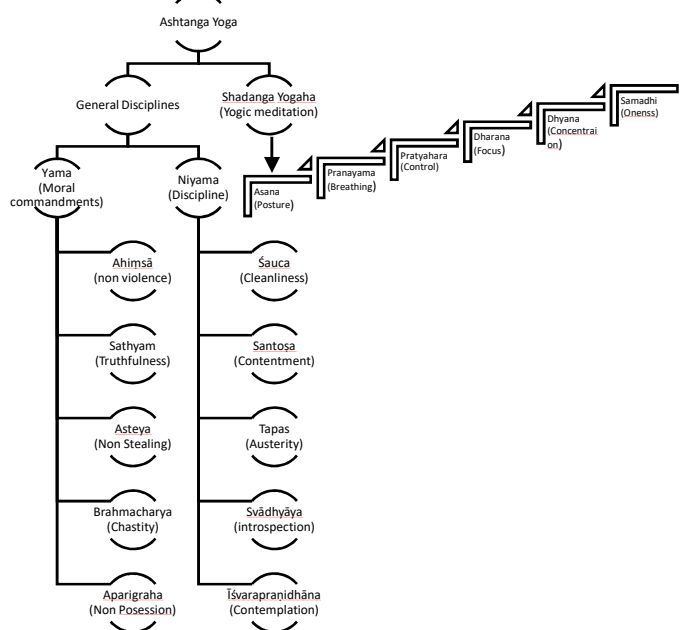 Ashtanga Yoga
General Disciplines
Shadanga Yogaha
(Yogic meditation)
Yama
(Moral
commandments)
Niyama
(Discipline)
Asana
(Posture)
Pranayama
(Breathing)
Pratyahara
(Control)
Dharana
(Focus)
Dhyana
(Concentrai
on)
Samadhi
(Onenss)
Ahiṃsā
(non violence)
Sathyam
(Truthfulness)
Asteya
(Non Stealing)
Brahmacharya
(Chastity)
Aparigraha
(Non Posession)
Śauca
(Cleanliness)
Santoṣa
(Contentment)
Tapas
(Austerity)
Svādhyāya
(introspection)
Īśvarapraṇidhāna
(Contemplation)